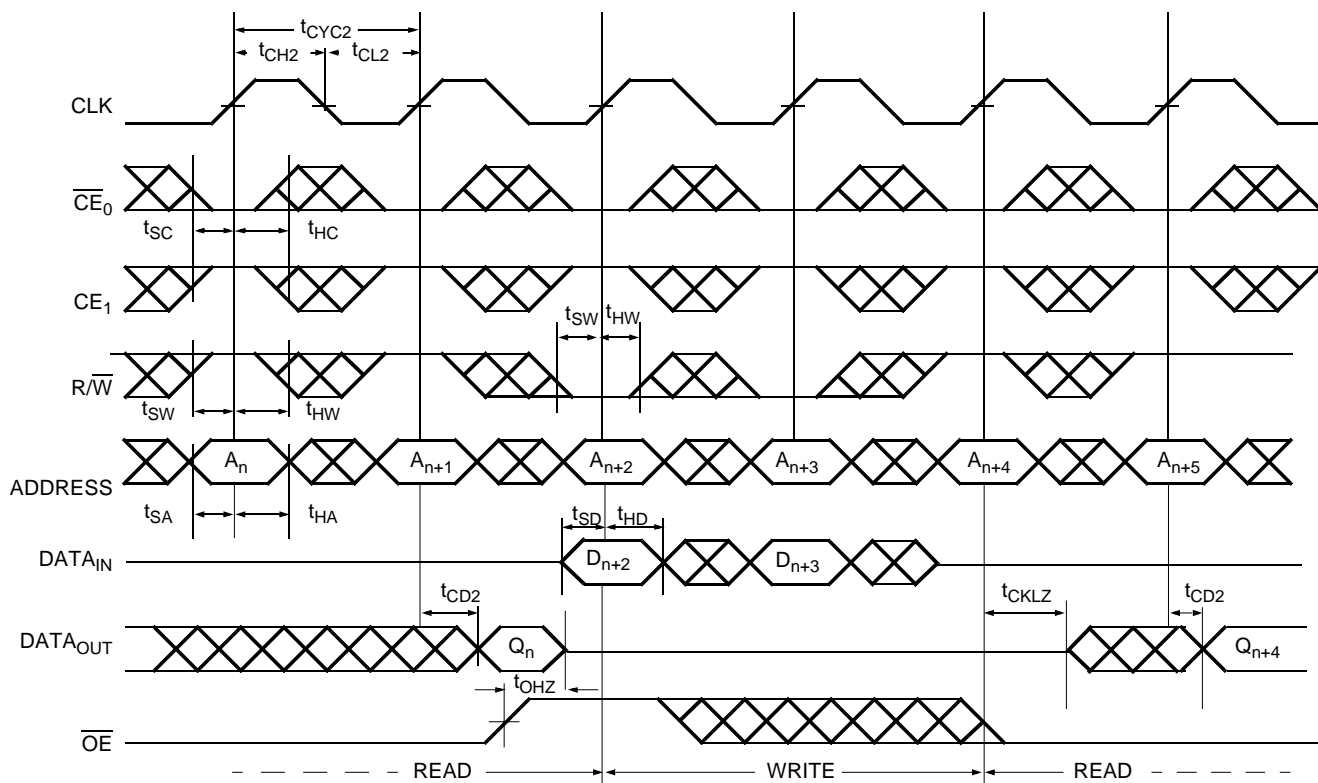 tCYC2
tCH2 tCL2
CLK
CE0
tSC tHC
CE1
tSW tHW
R/W
tSW tHW
An An+1 An+2 An+3 An+4 An+5
ADDRESS
tSA tHA tSD tHD
DATAIN Dn+2 Dn+3
tCD2 tCKLZ tCD2
DATAOUT Qn Qn+4
tOHZ
OE
READ WRITE READ